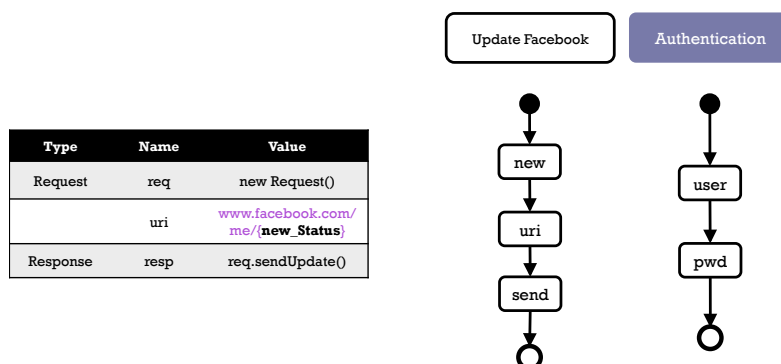 Update Facebook
Authentication
Type Name Value
Request req new Request()
uri www.facebook.com/
me/{new_Status}
Response resp req.sendUpdate()
new
uri
send
user
pwd